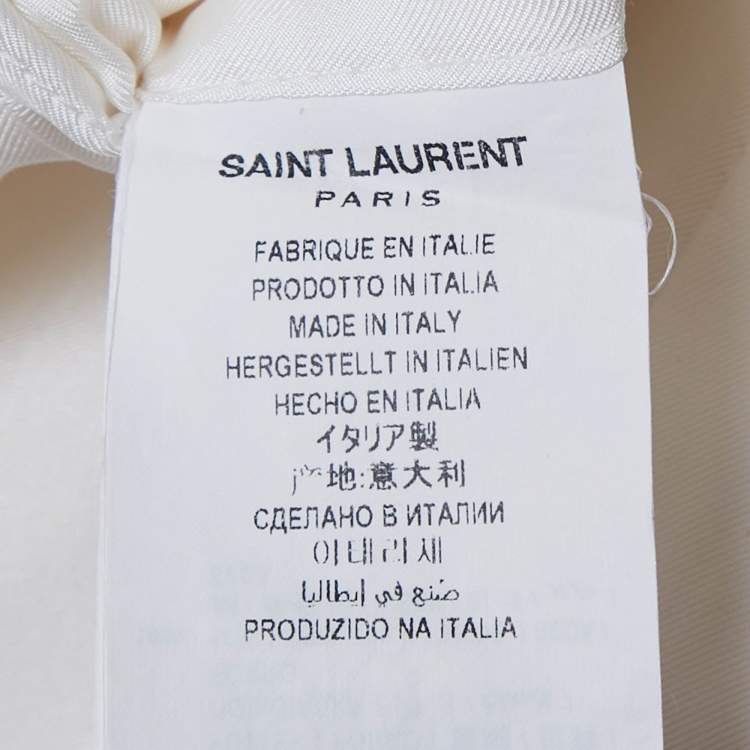 SAINT LAURENT
PARIS
FABRIQUE EN ITALIE
PRODOTTO IN ITALIA
MADE IN ITALY
HERGESTELLT IN ITALIEN
HECHO EN ITALIA
イタリア製
产地:意大利
СДЕЛАНО В ИТАЛИИ
이태리제
صنع في إيطاليا
PRODUZIDO NA ITALIA